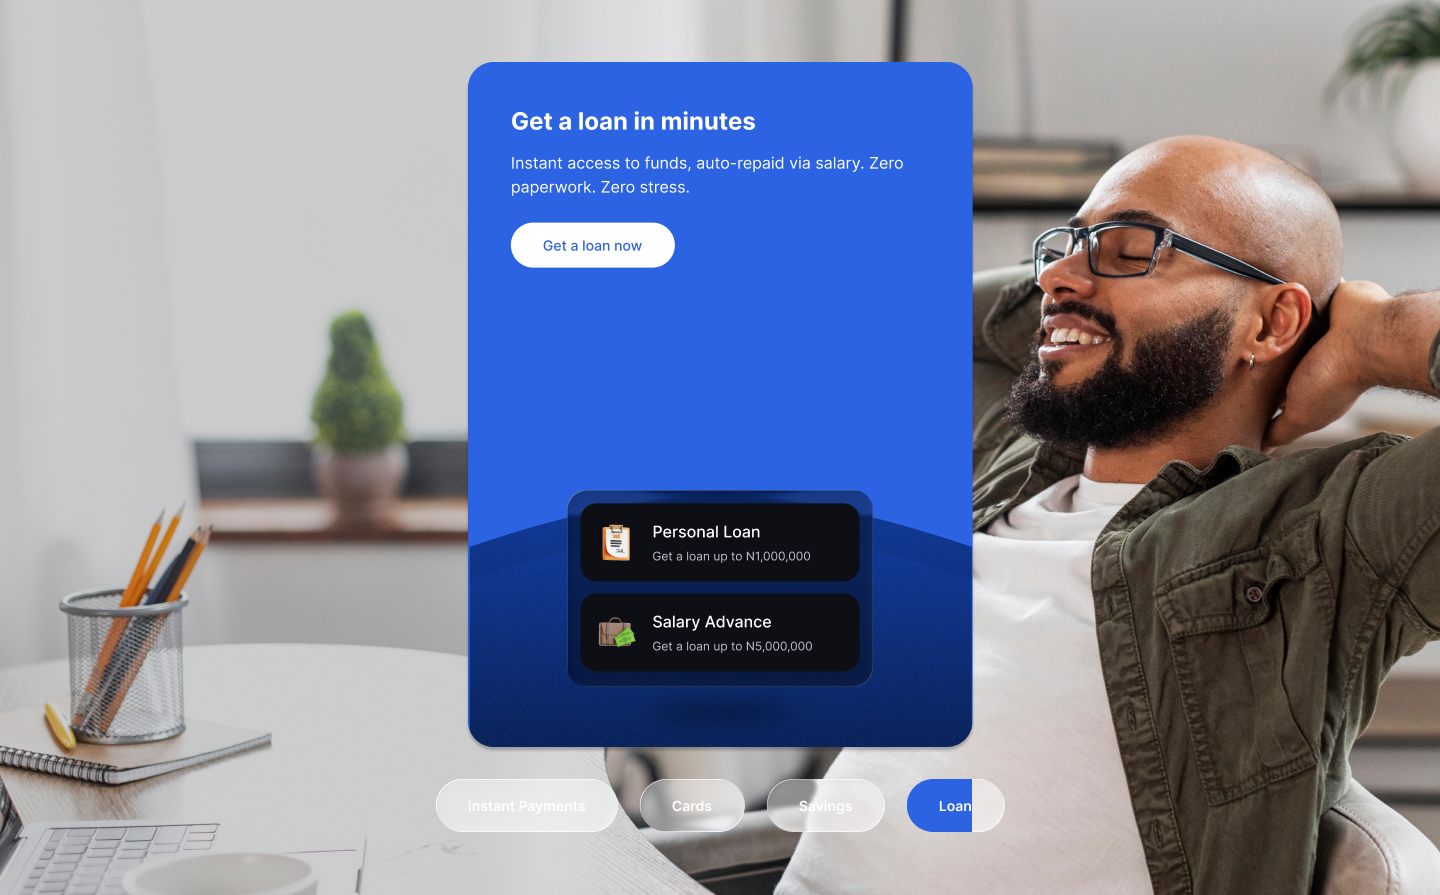 Get a loan in minutes
Instant access to funds, auto-repaid via salary. Zero
paperwork. Zero stress.
Get a loan now
Personal Loan
Get a loan up to N1,000,000
Salary Advance
Get a loan up to N5,000,000
Instant Payments
Cards
Savings
Loan